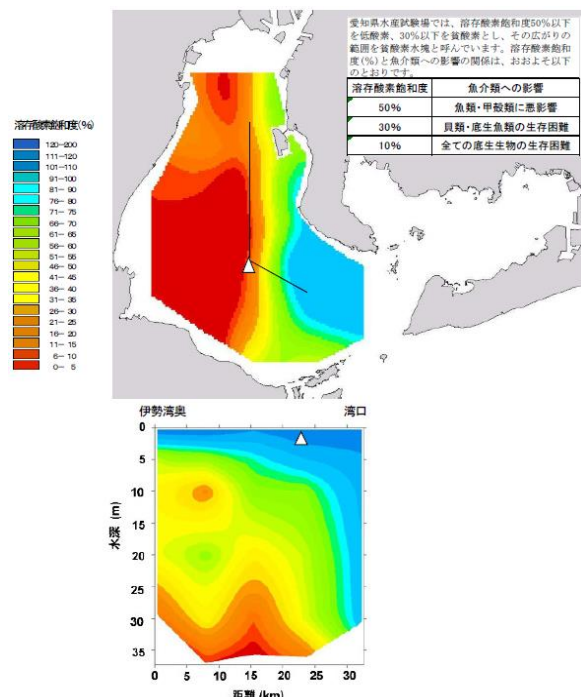 愛知県水産試験場では、溶存酸素飽和度50%以下
を低酸素、30%以下を貧酸素とし、その広がりの
範囲を貧酸素水塊と呼んでいます。溶存酸素飽和
度(%)と魚介類への影響の関係は、おおよそ以下
のとおりです。
溶存酸素飽和度 魚介類への影響
50% 魚類・甲殻類に悪影響
30% 貝類・底生魚類の生存困難
10% 全ての底生生物の生存困難
溶存酸素飽和度(%)
120-200
111-120
101-110
91-100
81-90
76-80
71-75
66-70
61-65
56-60
51-55
46-50
41-45
36-40
31-35
26-30
21-25
16-20
11-15
6-10
0-5
伊勢湾奥 湾口
0
5
10
15
20
25
30
35
水深 (m)
0 5 10 15 20 25 30
距離 (km)